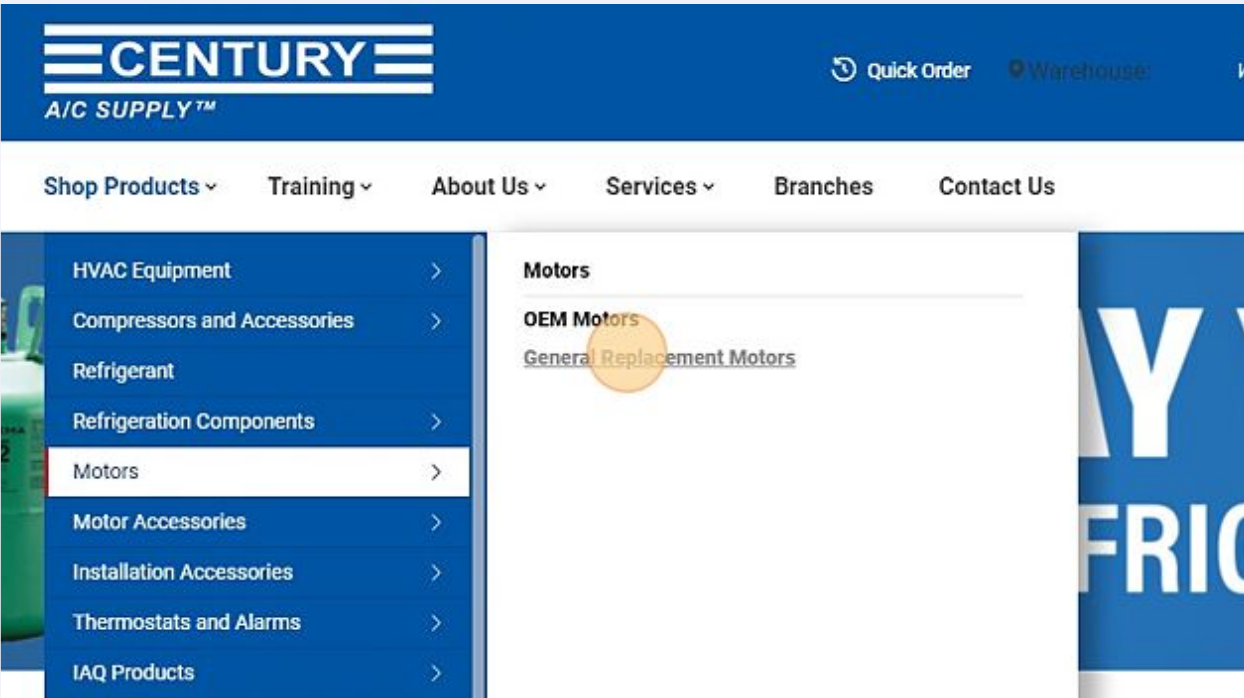 CENTURY
A/C SUPPLY™
Quick Order
Warehouse:
Shop Products
Training
About Us
Services
Branches
Contact Us
HVAC Equipment
Compressors and Accessories
Refrigerant
Refrigeration Components
Motors
Motor Accessories
Installation Accessories
Thermostats and Alarms
IAQ Products
Motors
OEM Motors
General Replacement Motors